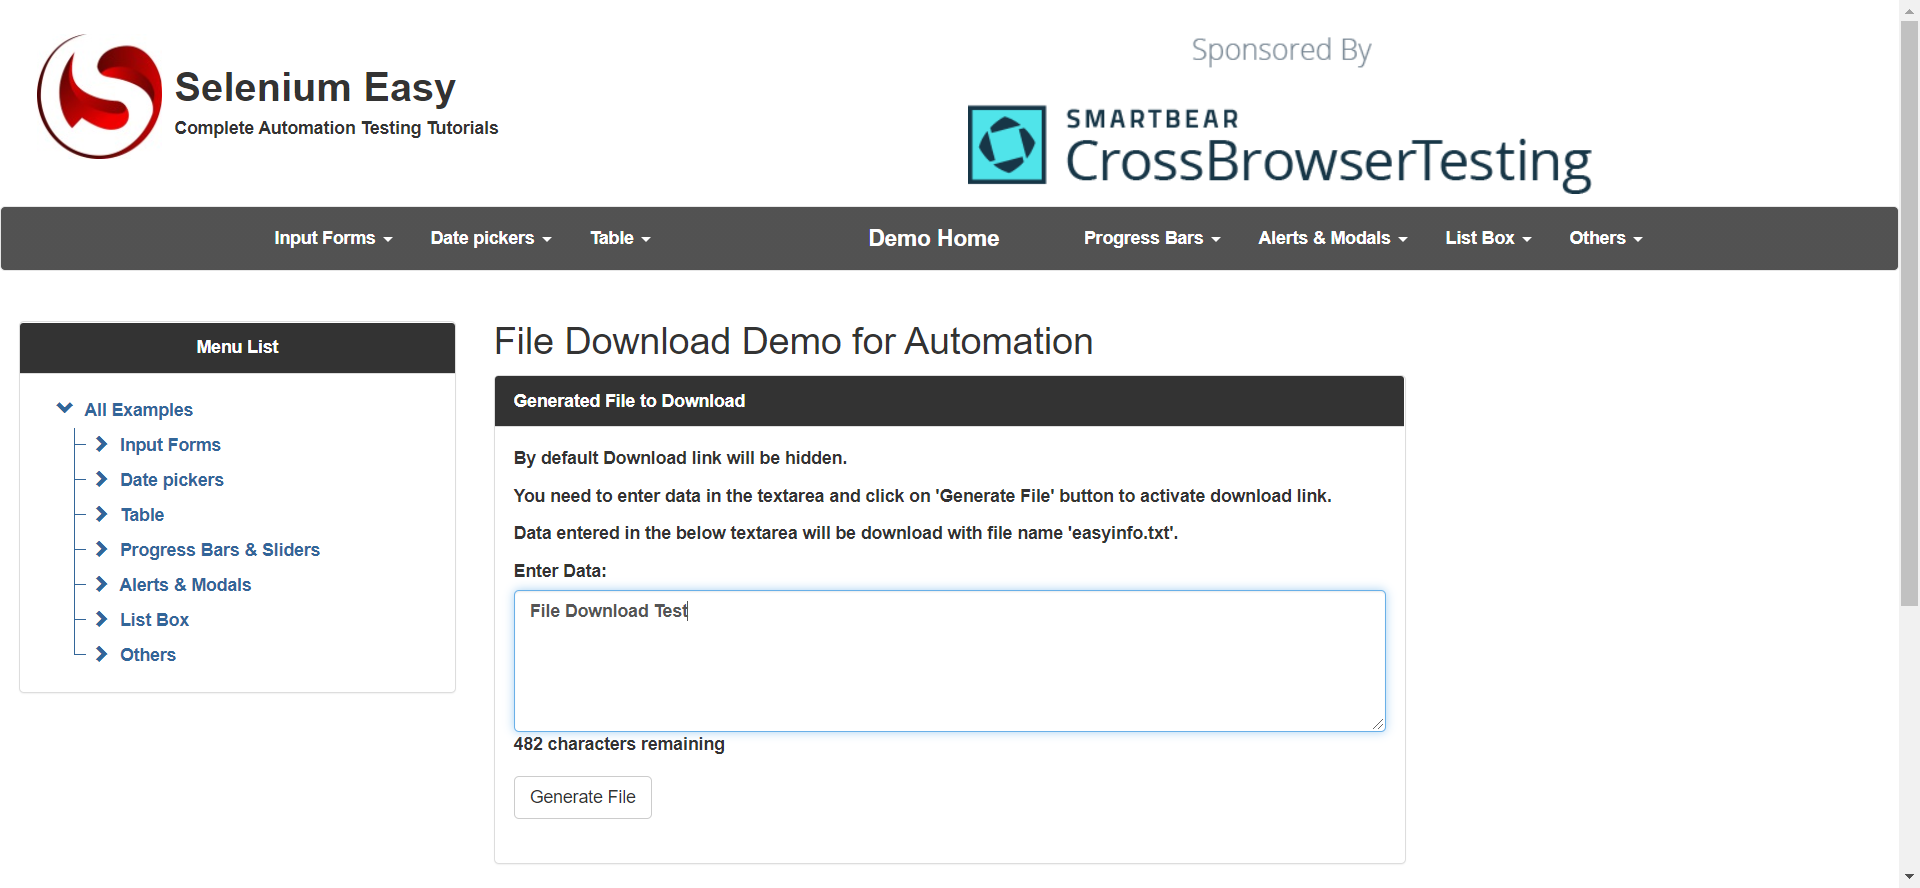 Selenium Easy
Complete Automation Testing Tutorials
Sponsored By
SMARTBEAR
CrossBrowserTesting
Input Forms Date pickers Table Demo Home Progress Bars Alerts & Modals List Box Others
Menu List
All Examples
Input Forms
Date pickers
Table
Progress Bars & Sliders
Alerts & Modals
List Box
Others
File Download Demo for Automation
Generated File to Download
By default Download link will be hidden.
You need to enter data in the textarea and click on 'Generate File' button to activate download link.
Data entered in the below textarea will be download with file name 'easyinfo.txt'.
Enter Data:
File Download Test
482 characters remaining
Generate File